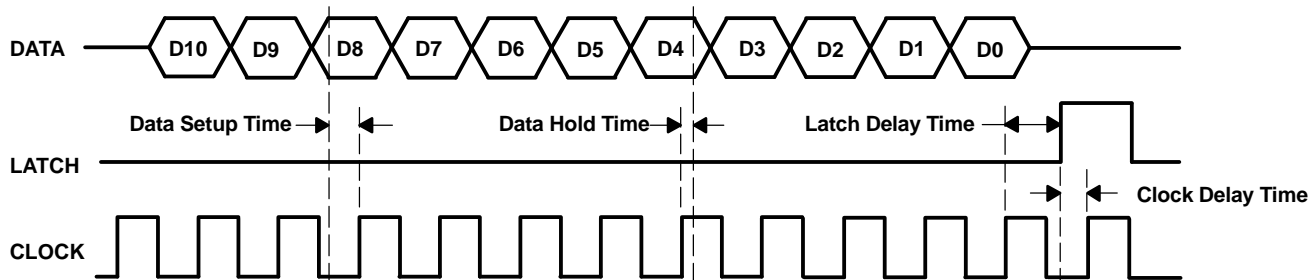 DATA D10 D9 D8 D7 D6 D5 D4 D3 D2 D1 D0
Data Setup Time Data Hold Time Latch Delay Time
LATCH
Clock Delay Time
CLOCK